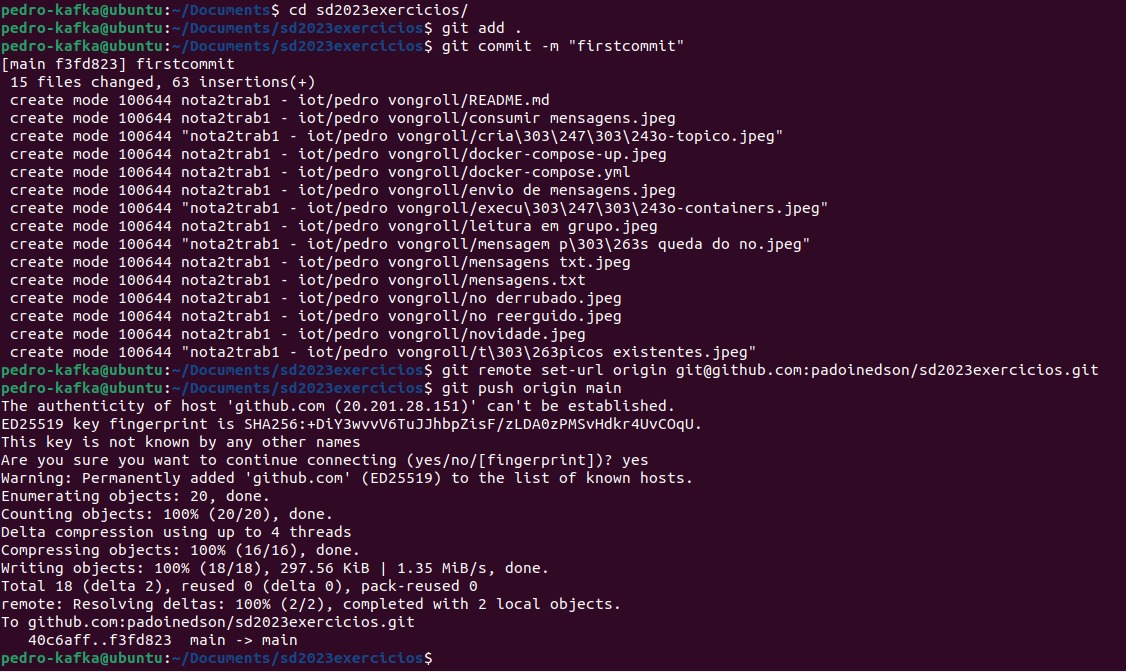 pedro-kafka@ubuntu:~/Documents$ cd sd2023exercicios/
pedro-kafka@ubuntu:~/Documents/sd2023exercicios$ git add .
pedro-kafka@ubuntu:~/Documents/sd2023exercicios$ git commit -m "firstcommit"
[main f3fd823] firstcommit
 15 files changed, 63 insertions(+)
 create mode 100644 nota2trab1 - iot/pedro vongroll/README.md
 create mode 100644 nota2trab1 - iot/pedro vongroll/consumir mensagens.jpeg
 create mode 100644 "nota2trab1 - iot/pedro vongroll/cria\303\247\303\243o-topico.jpeg"
 create mode 100644 nota2trab1 - iot/pedro vongroll/docker-compose-up.jpeg
 create mode 100644 nota2trab1 - iot/pedro vongroll/docker-compose.yml
 create mode 100644 nota2trab1 - iot/pedro vongroll/envio de mensagens.jpeg
 create mode 100644 "nota2trab1 - iot/pedro vongroll/execu\303\247\303\243o-containers.jpeg"
 create mode 100644 nota2trab1 - iot/pedro vongroll/leitura em grupo.jpeg
 create mode 100644 "nota2trab1 - iot/pedro vongroll/mensagem p\303\263s queda do no.jpeg"
 create mode 100644 nota2trab1 - iot/pedro vongroll/mensagens txt.jpeg
 create mode 100644 nota2trab1 - iot/pedro vongroll/mensagens.txt
 create mode 100644 nota2trab1 - iot/pedro vongroll/no derrubado.jpeg
 create mode 100644 nota2trab1 - iot/pedro vongroll/no reerguido.jpeg
 create mode 100644 nota2trab1 - iot/pedro vongroll/novidade.jpeg
 create mode 100644 "nota2trab1 - iot/pedro vongroll/t\303\263picos existentes.jpeg"
pedro-kafka@ubuntu:~/Documents/sd2023exercicios$ git remote set-url origin git@github.com:padoinedson/sd2023exercicios.git
pedro-kafka@ubuntu:~/Documents/sd2023exercicios$ git push origin main
The authenticity of host 'github.com (20.201.28.151)' can't be established.
ED25519 key fingerprint is SHA256:+DiY3wvvV6TuJJhbpZisF/zLDA0zPMSvHdkr4UvCOqU.
This key is not known by any other names
Are you sure you want to continue connecting (yes/no/[fingerprint])? yes
Warning: Permanently added 'github.com' (ED25519) to the list of known hosts.
Enumerating objects: 20, done.
Counting objects: 100% (20/20), done.
Delta compression using up to 4 threads
Compressing objects: 100% (16/16), done.
Writing objects: 100% (18/18), 297.56 KiB | 1.35 MiB/s, done.
Total 18 (delta 2), reused 0 (delta 0), pack-reused 0
remote: Resolving deltas: 100% (2/2), completed with 2 local objects.
To github.com:padoinedson/sd2023exercicios.git
   40c6aff..f3fd823  main -> main
pedro-kafka@ubuntu:~/Documents/sd2023exercicios$